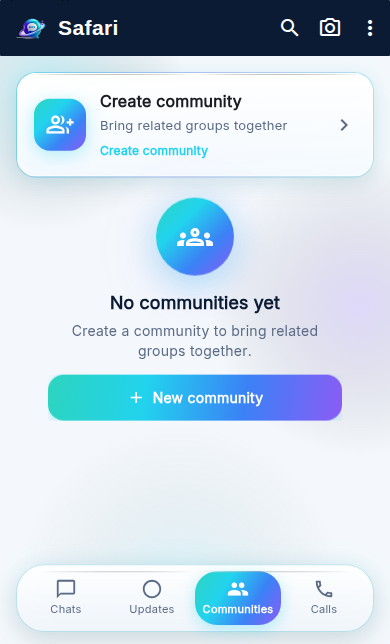 Safari
Create community
Bring related groups together
Create community
No communities yet
Create a community to bring related
groups together.
New community
Chats
Updates
Communities
Calls